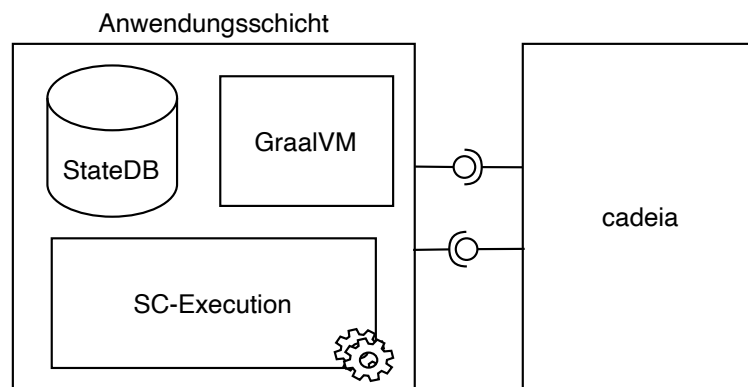 Anwendungsschicht
StateDB
GraalVM
cadeia
SC-Execution